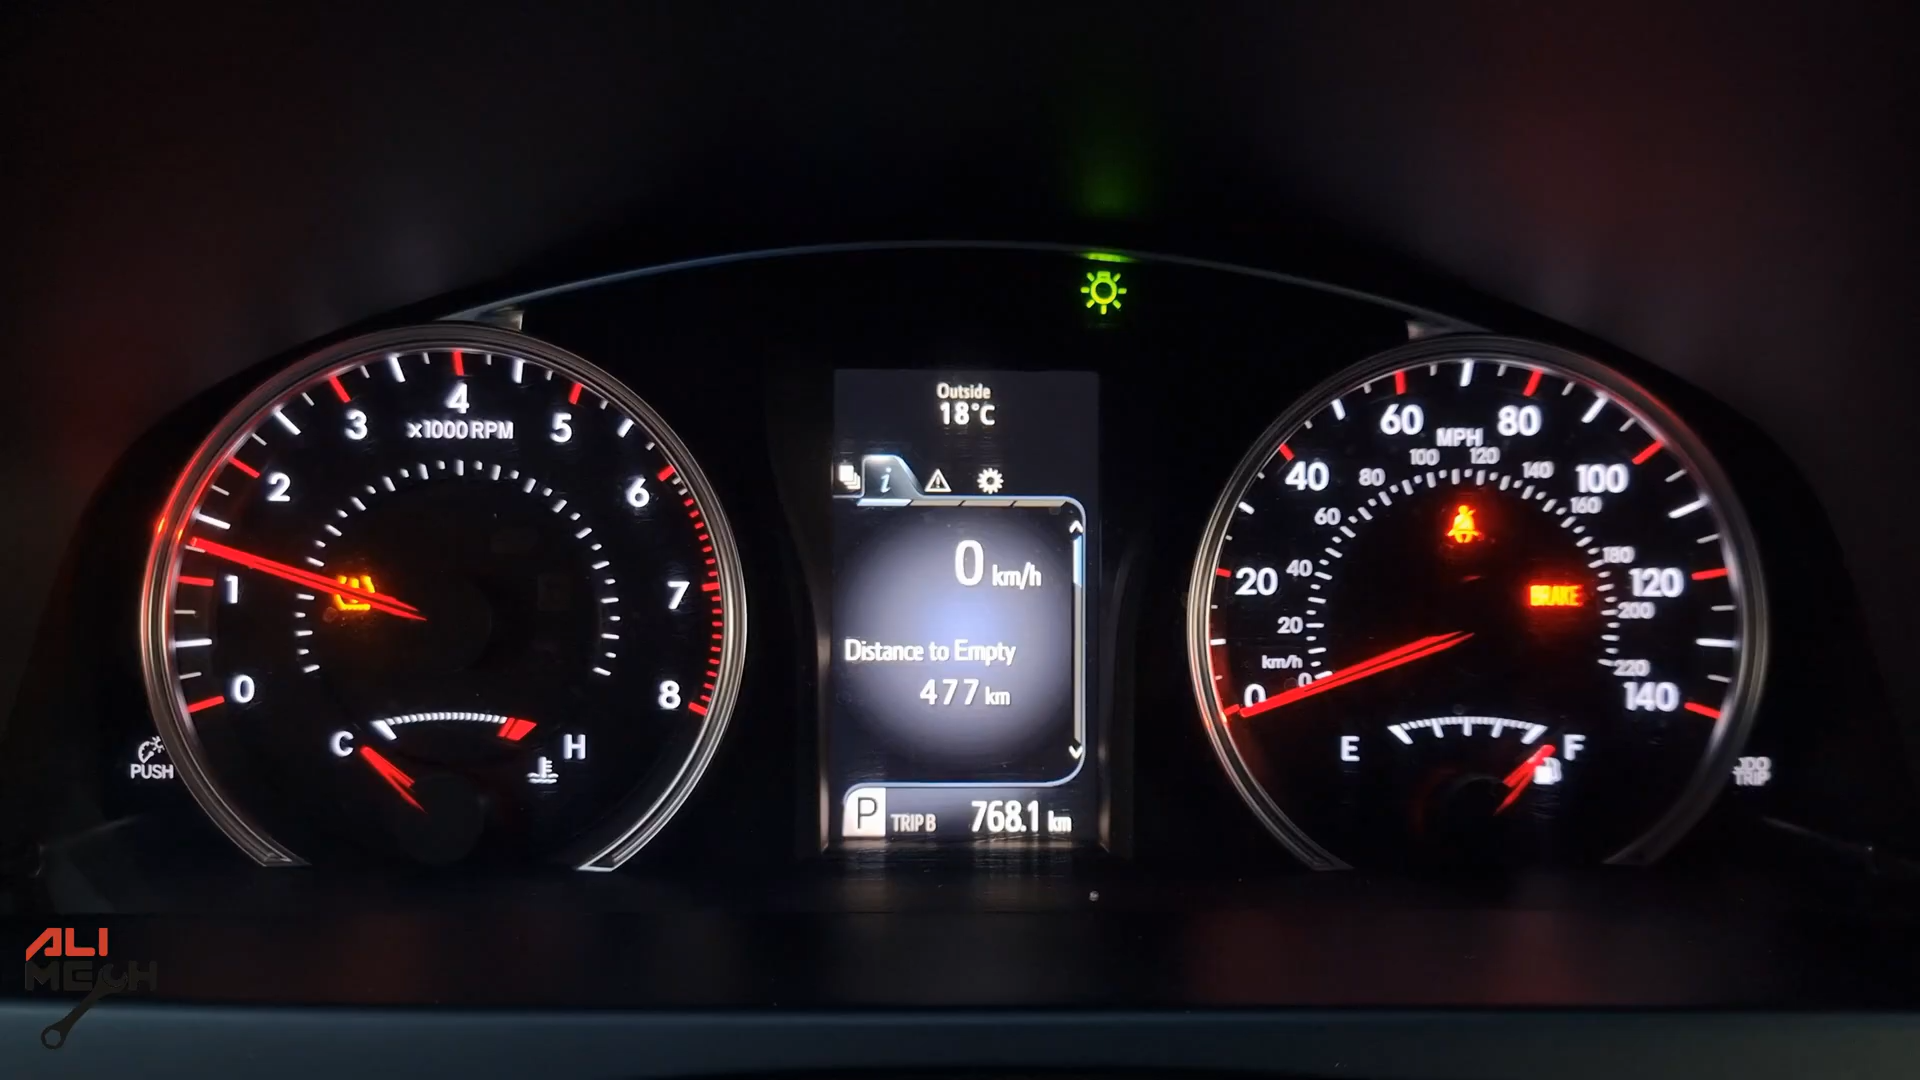 Outside
18°C
0 km/h
Distance to Empty
477 km
P TRIP B 768.1 km
0
1
2
3
4
5
6
7
8
x1000 RPM
C
H
PUSH
0
20
40
60
80
100
120
140
MPH
km/h
0
20
40
60
80
100
120
140
160
180
200
220
BRAKE
E
F
ODO
TRIP
ALI
MECH